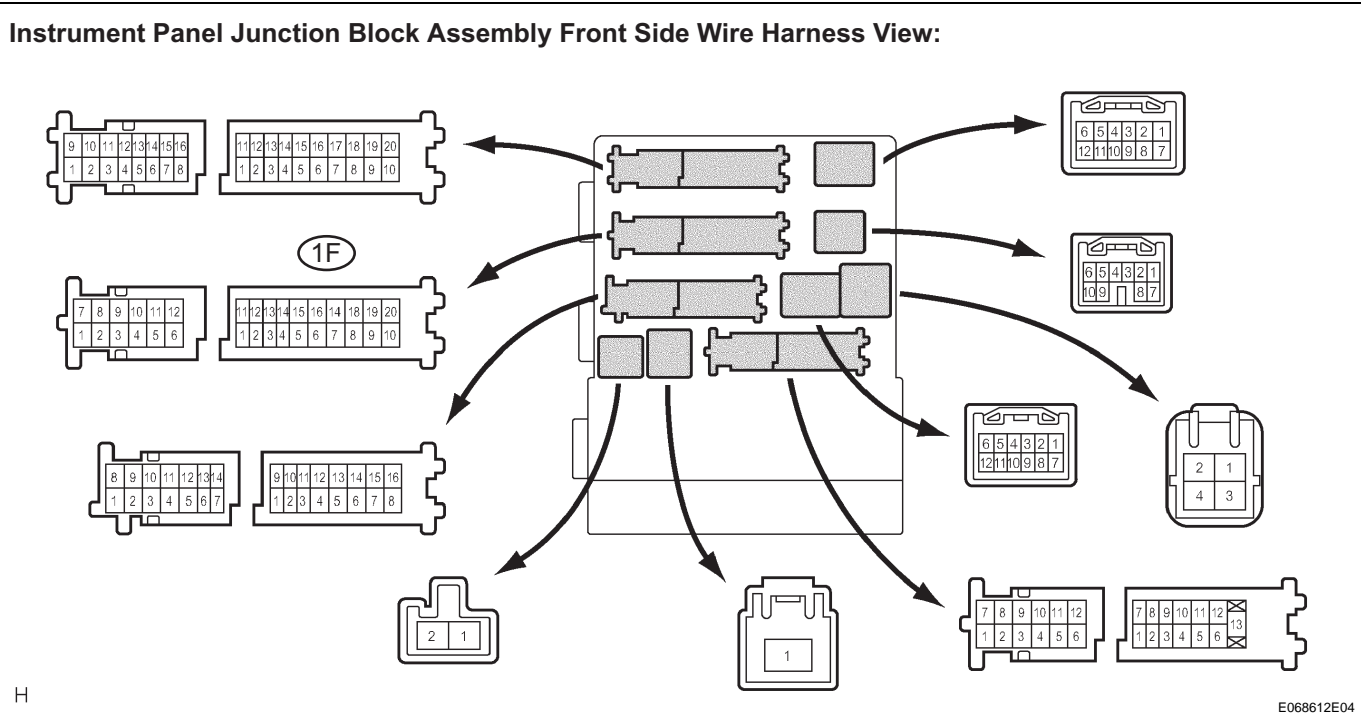 Instrument Panel Junction Block Assembly Front Side Wire Harness View:
9 10 11 12 13 14 15 16
1 2 3 4 5 6 7 8
11 12 13 14 15 16 17 18 19 20
1 2 3 4 5 6 7 8 9 10
6 5 4 3 2 1
12 11 10 9 8 7
1F
6 5 4 3 2 1
10 9 8 7
7 8 9 10 11 12
1 2 3 4 5 6
11 12 13 14 15 16 14 18 19 20
1 2 3 4 5 6 7 8 9 10
8 9 10 11 12 13 14
1 2 3 4 5 6 7
9 10 11 12 13 14 15 16
1 2 3 4 5 6 7 8
6 5 4 3 2 1
12 11 10 9 8 7
2 1
4 3
2 1
1
7 8 9 10 11 12
1 2 3 4 5 6
7 8 9 10 11 12
13
1 2 3 4 5 6
H
E068612E04